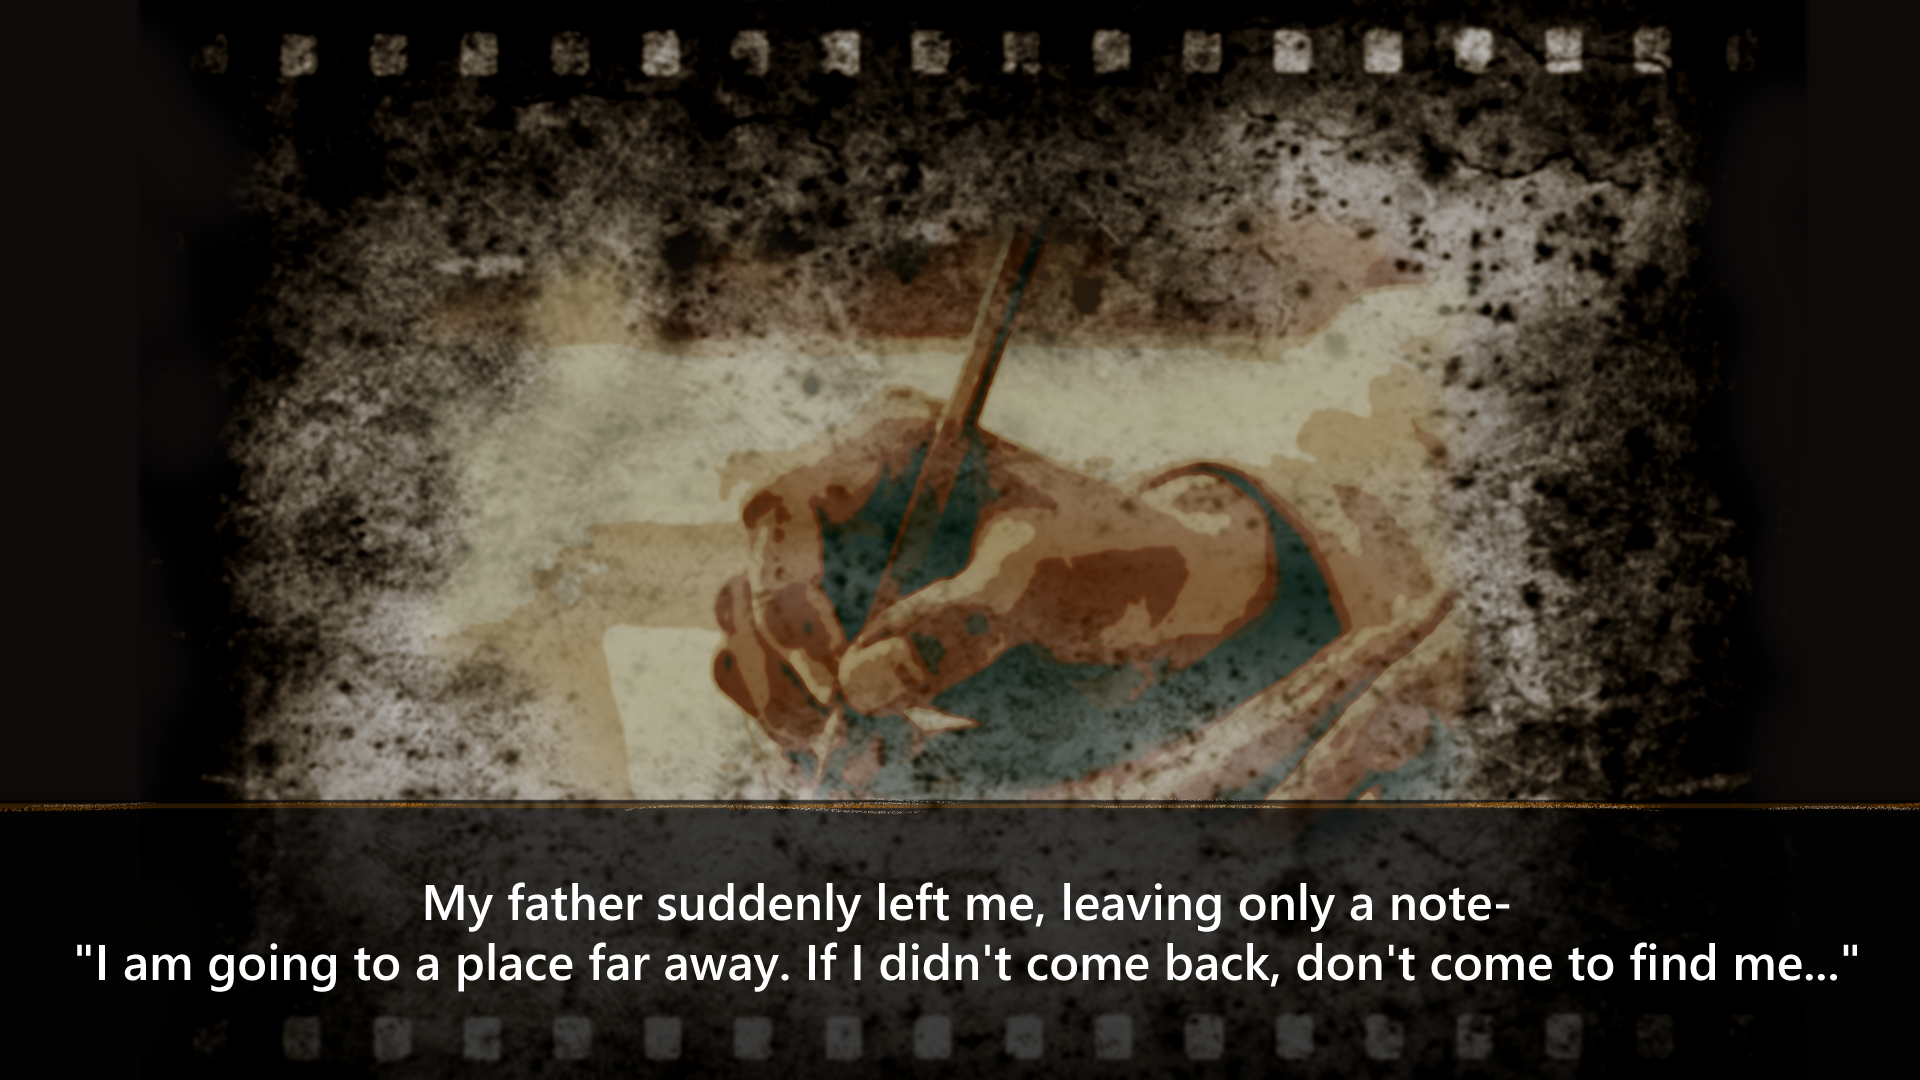 My father suddenly left me, leaving only a note-
"I am going to a place far away. If I didn't come back, don't come to find me..."